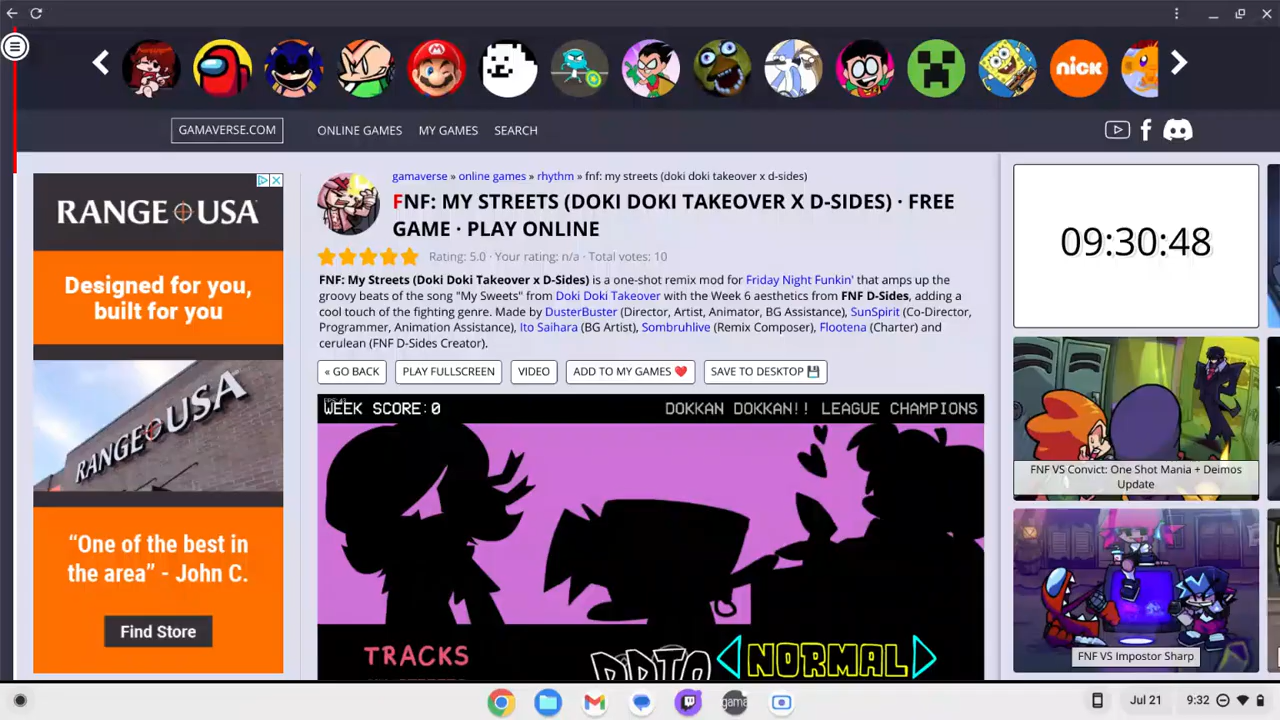 nick
GAMAVERSE.COM
ONLINE GAMES
MY GAMES
SEARCH
RANGE USA
Designed for you,
built for you
RANGE USA
“One of the best in
the area” - John C.
Find Store
gamaverse » online games » rhythm » fnf: my streets (doki doki takeover x d-sides)
FNF: MY STREETS (DOKI DOKI TAKEOVER X D-SIDES) · FREE
GAME · PLAY ONLINE
Rating: 5.0 · Your rating: n/a · Total votes: 10
FNF: My Streets (Doki Doki Takeover x D-Sides) is a one-shot remix mod for Friday Night Funkin' that amps up the
groovy beats of the song "My Sweets" from Doki Doki Takeover with the Week 6 aesthetics from FNF D-Sides, adding a
cool touch of the fighting genre. Made by DusterBuster (Director, Artist, Animator, BG Assistance), SunSpirit (Co-Director,
Programmer, Animation Assistance), Ito Saihara (BG Artist), Sombruhlive (Remix Composer), Flootena (Charter) and
cerulean (FNF D-Sides Creator).
« GO BACK
PLAY FULLSCREEN
VIDEO
ADD TO MY GAMES ❤️
SAVE TO DESKTOP 💾
WEEK SCORE:0
DOKKAN DOKKAN!! LEAGUE CHAMPIONS
TRACKS
DDTO
NORMAL
09:30:48
FNF VS Convict: One Shot Mania + Deimos
Update
FNF VS Impostor Sharp
gama
Jul 21
9:32